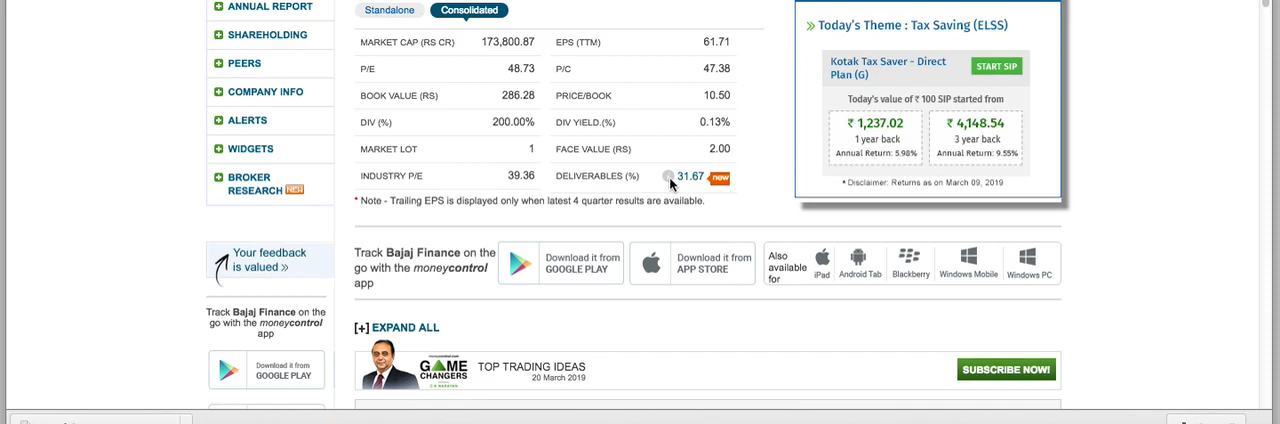 ANNUAL REPORT
SHAREHOLDING
PEERS
COMPANY INFO
ALERTS
WIDGETS
BROKER
RESEARCH NEW
Your feedback
is valued »
Track Bajaj Finance on the
go with the moneycontrol
app
Download it from
GOOGLE PLAY
Standalone Consolidated
MARKET CAP (RS CR) 173,800.87 EPS (TTM) 61.71
P/E 48.73 P/C 47.38
BOOK VALUE (RS) 286.28 PRICE/BOOK 10.50
DIV (%) 200.00% DIV YIELD.(%) 0.13%
MARKET LOT 1 FACE VALUE (RS) 2.00
INDUSTRY P/E 39.36 DELIVERABLES (%) 31.67 new
* Note - Trailing EPS is displayed only when latest 4 quarter results are available.
» Today's Theme : Tax Saving (ELSS)
Kotak Tax Saver - Direct
Plan (G)
START SIP
Today's value of ₹ 100 SIP started from
₹ 1,237.02 ₹ 4,148.54
1 year back 3 year back
Annual Return: 5.98% Annual Return: 9.55%
* Disclaimer: Returns as on March 09, 2019
Track Bajaj Finance on the
go with the moneycontrol
app
Download it from
GOOGLE PLAY
Download it from
APP STORE
Also
available
for
iPad Android Tab Blackberry Windows Mobile Windows PC
[+] EXPAND ALL
GAME
CHANGERS
TOP TRADING IDEAS
20 March 2019
SUBSCRIBE NOW!